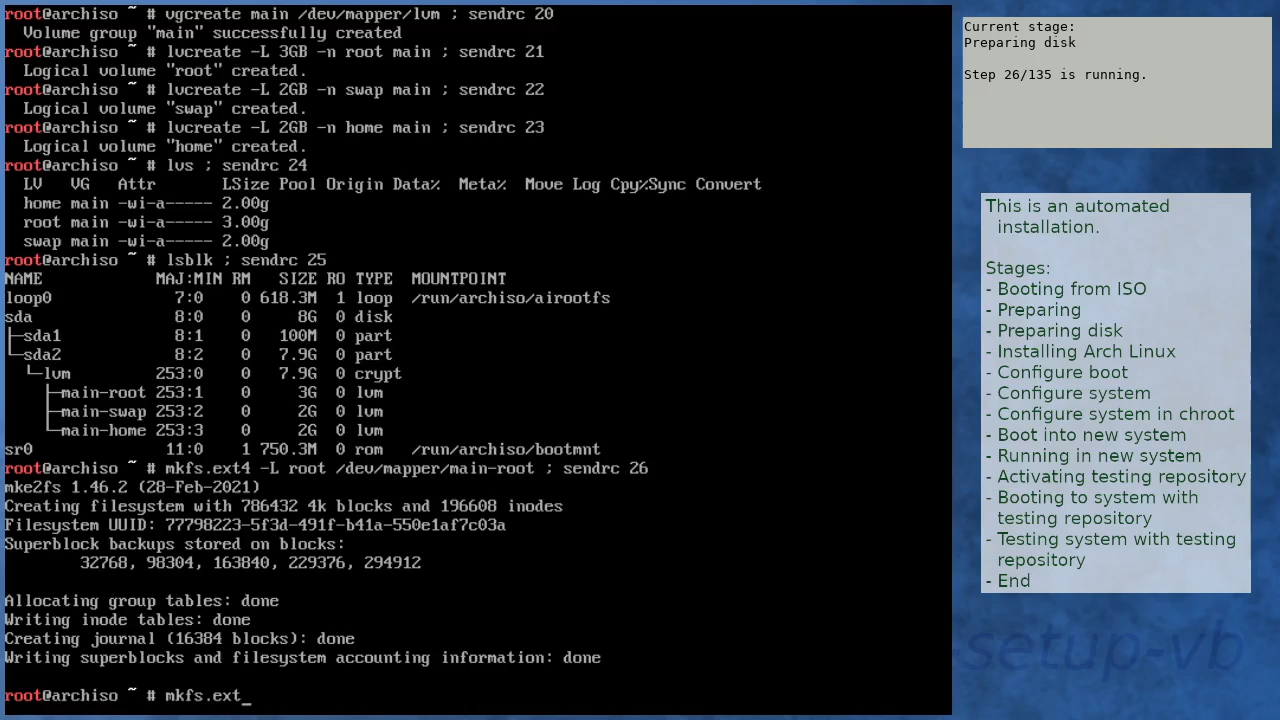 root@archiso ~ # vgcreate main /dev/mapper/lvm ; sendrc 20
  Volume group "main" successfully created
root@archiso ~ # lvcreate -L 3GB -n root main ; sendrc 21
  Logical volume "root" created.
root@archiso ~ # lvcreate -L 2GB -n swap main ; sendrc 22
  Logical volume "swap" created.
root@archiso ~ # lvcreate -L 2GB -n home main ; sendrc 23
  Logical volume "home" created.
root@archiso ~ # lvs ; sendrc 24
  LV   VG   Attr       LSize Pool Origin Data%  Meta%  Move Log Cpy%Sync Convert
  home main -wi-a----- 2.00g
  root main -wi-a----- 3.00g
  swap main -wi-a----- 2.00g
root@archiso ~ # lsblk ; sendrc 25
NAME            MAJ:MIN RM   SIZE RO TYPE  MOUNTPOINT
loop0             7:0    0 618.3M  1 loop  /run/archiso/airootfs
sda               8:0    0     8G  0 disk
├─sda1            8:1    0   100M  0 part
└─sda2            8:2    0   7.9G  0 part
  └─lvm         253:0    0   7.9G  0 crypt
    ├─main-root 253:1    0     3G  0 lvm
    ├─main-swap 253:2    0     2G  0 lvm
    └─main-home 253:3    0     2G  0 lvm
sr0              11:0    1 750.3M  0 rom   /run/archiso/bootmnt
root@archiso ~ # mkfs.ext4 -L root /dev/mapper/main-root ; sendrc 26
mke2fs 1.46.2 (28-Feb-2021)
Creating filesystem with 786432 4k blocks and 196608 inodes
Filesystem UUID: 77798223-5f3d-491f-b41a-550e1af7c03a
Superblock backups stored on blocks:
        32768, 98304, 163840, 229376, 294912

Allocating group tables: done
Writing inode tables: done
Creating journal (16384 blocks): done
Writing superblocks and filesystem accounting information: done

root@archiso ~ # mkfs.ext_
Current stage:
Preparing disk

Step 26/135 is running.
This is an automated
installation.

Stages:
- Booting from ISO
- Preparing
- Preparing disk
- Installing Arch Linux
- Configure boot
- Configure system
- Configure system in chroot
- Boot into new system
- Running in new system
- Activating testing repository
- Booting to system with
testing repository
- Testing system with testing
repository
- End
-setup-vb